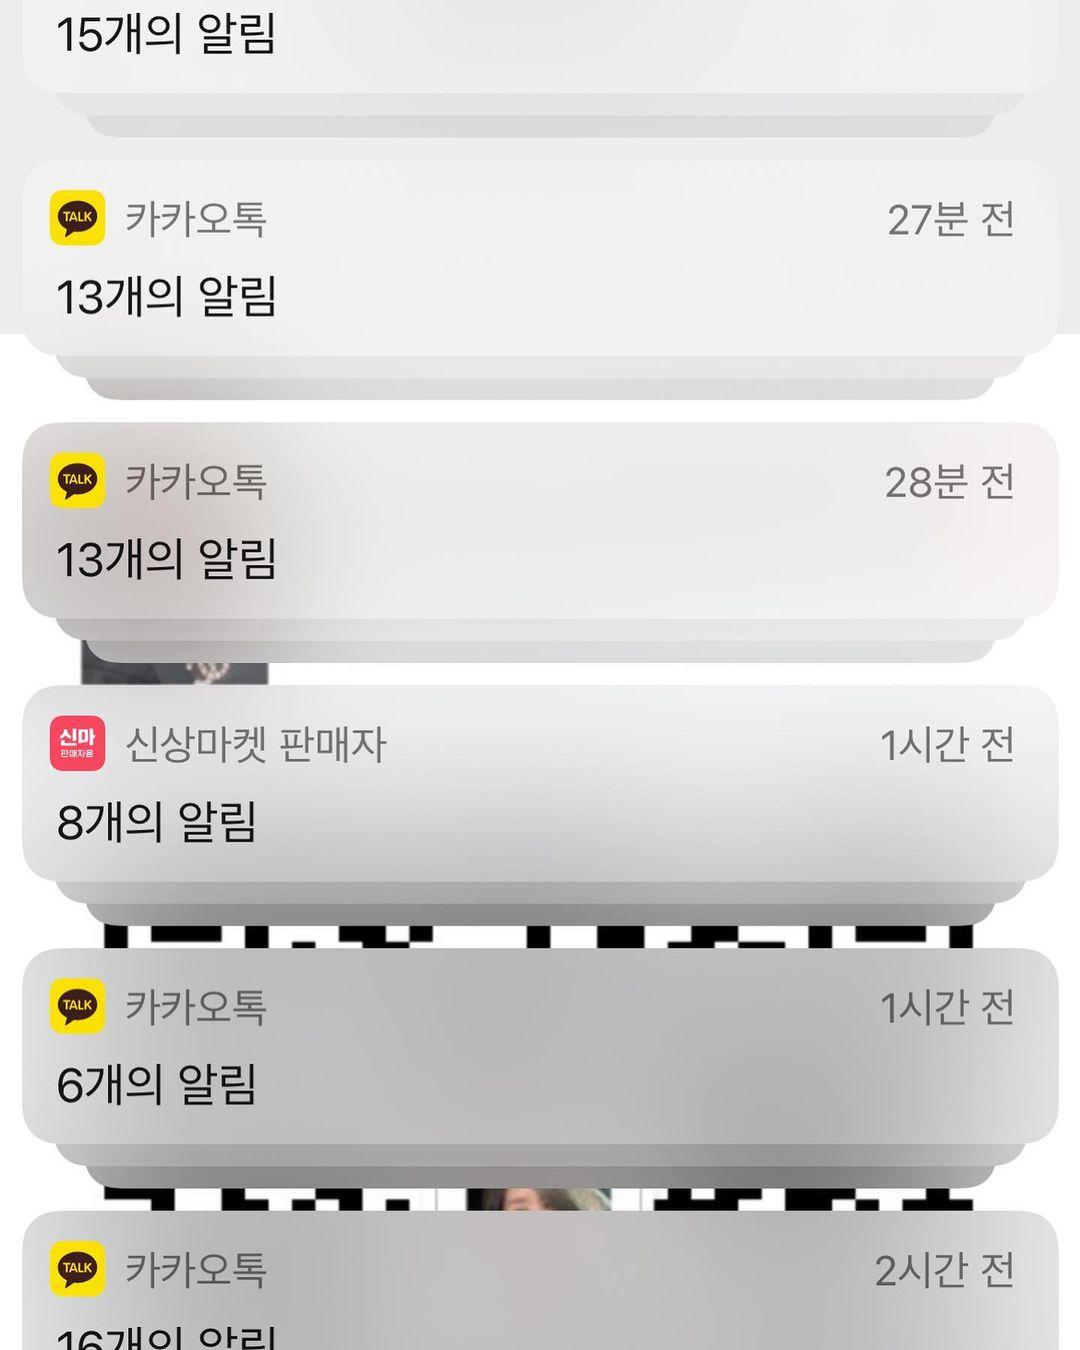 15개의 알림
TALK
카카오톡
27분 전
13개의 알림
TALK
카카오톡
28분 전
13개의 알림
신마
판매자용
신상마켓 판매자
1시간 전
8개의 알림
TALK
카카오톡
1시간 전
6개의 알림
TALK
카카오톡
2시간 전
16개의 알림